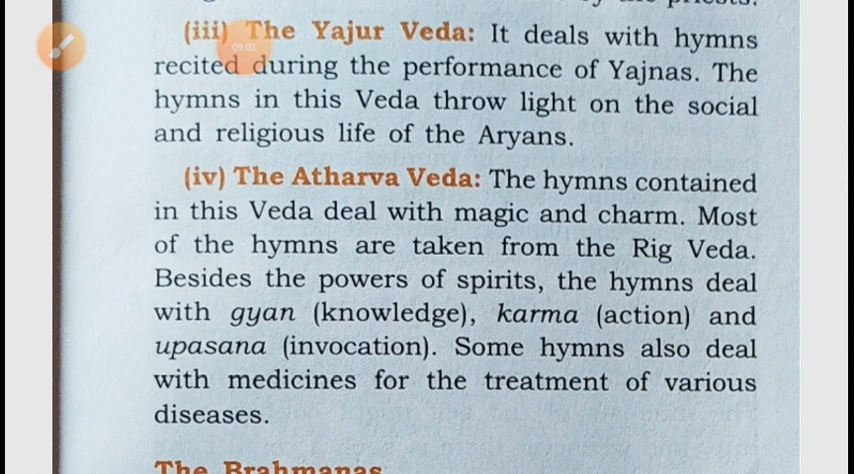 (iii) The Yajur Veda: It deals with hymns
09:03
recited during the performance of Yajnas. The
hymns in this Veda throw light on the social
and religious life of the Aryans.
(iv) The Atharva Veda: The hymns contained
in this Veda deal with magic and charm. Most
of the hymns are taken from the Rig Veda.
Besides the powers of spirits, the hymns deal
with gyan (knowledge), karma (action) and
upasana (invocation). Some hymns also deal
with medicines for the treatment of various
diseases.
The Brahmanas